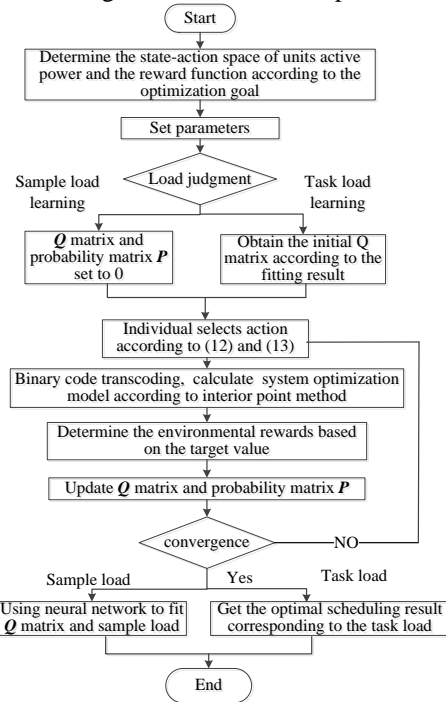 Start
Determine the state-action space of units active
power and the reward function according to the
optimization goal
Set parameters
Load judgment
Sample load
learning
Task load
learning
Q matrix and
probability matrix P
set to 0
Obtain the initial Q
matrix according to the
fitting result
Individual selects action
according to (12) and (13)
Binary code transcoding, calculate system optimization
model according to interior point method
Determine the environmental rewards based
on the target value
Update Q matrix and probability matrix P
convergence
NO
Sample load
Yes
Task load
Using neural network to fit
Q matrix and sample load
Get the optimal scheduling result
corresponding to the task load
End